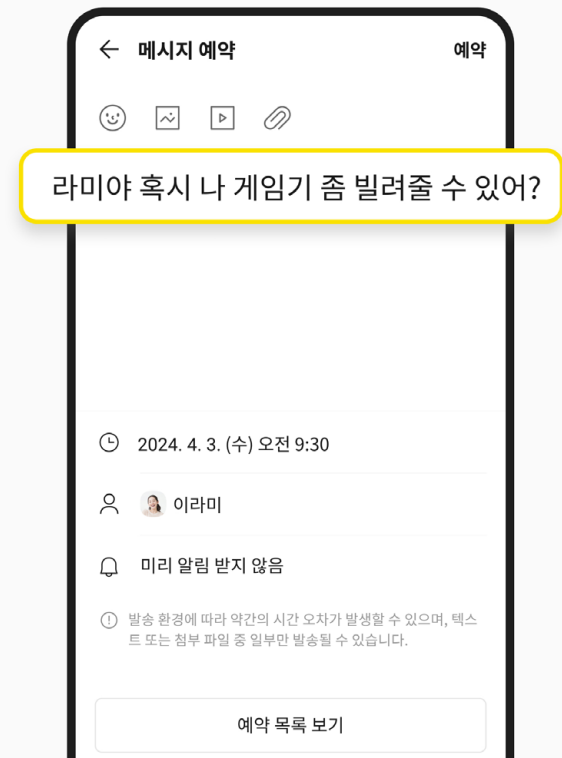 메시지 예약
예약
라미야 혹시 나 게임기 좀 빌려줄 수 있어?
2024. 4. 3. (수) 오전 9:30
이라미
미리 알림 받지 않음
발송 환경에 따라 약간의 시간 오차가 발생할 수 있으며, 텍스
트 또는 첨부 파일 중 일부만 발송될 수 있습니다.
예약 목록 보기